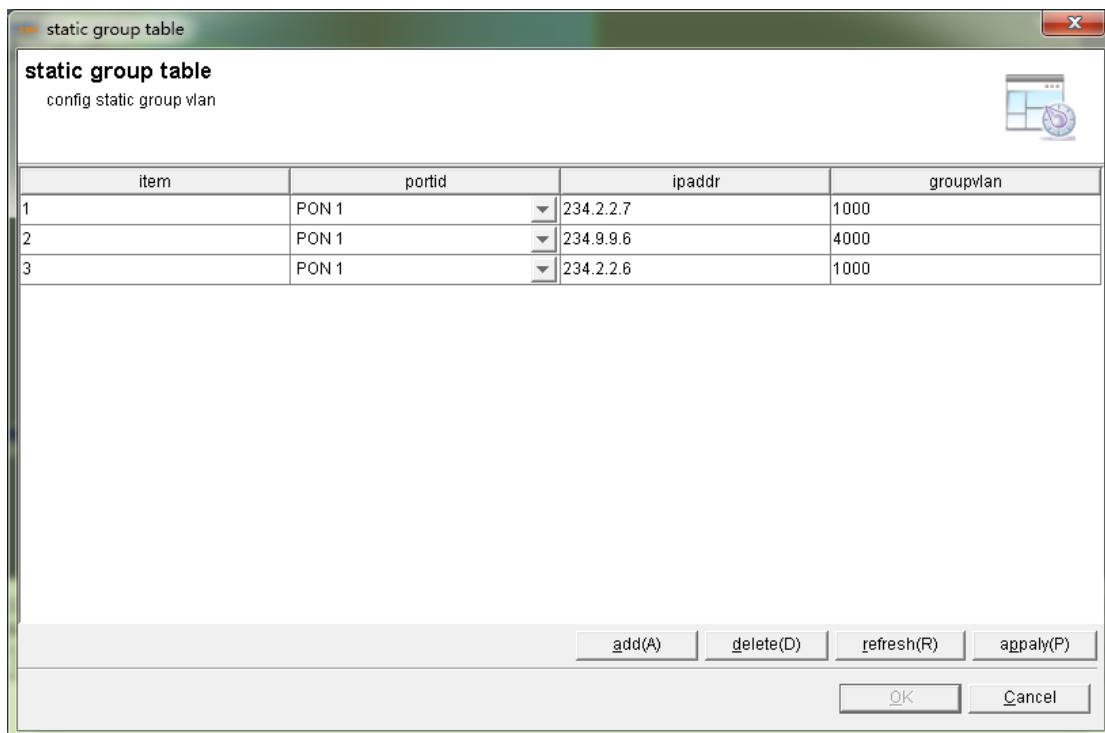 static group table
static group table
config static group vlan
item portid ipaddr groupvlan
1 PON 1 234.2.2.7 1000
2 PON 1 234.9.9.6 4000
3 PON 1 234.2.2.6 1000
add(A) delete(D) refresh(R) appaly(P)
OK Cancel